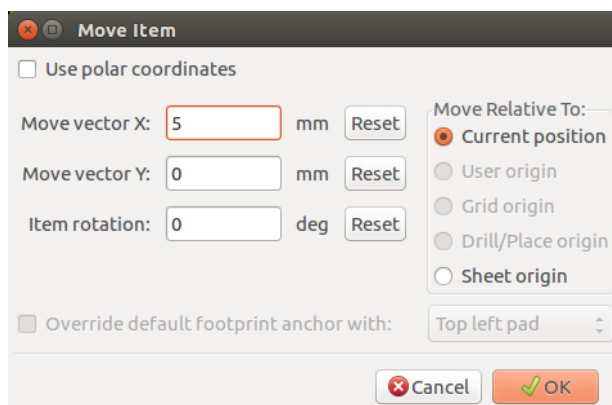 Move Item
Use polar coordinates
Move vector X: 5 mm Reset
Move vector Y: 0 mm Reset
Item rotation: 0 deg Reset
Move Relative To:
Current position
User origin
Grid origin
Drill/Place origin
Sheet origin
Override default footprint anchor with: Top left pad
Cancel OK